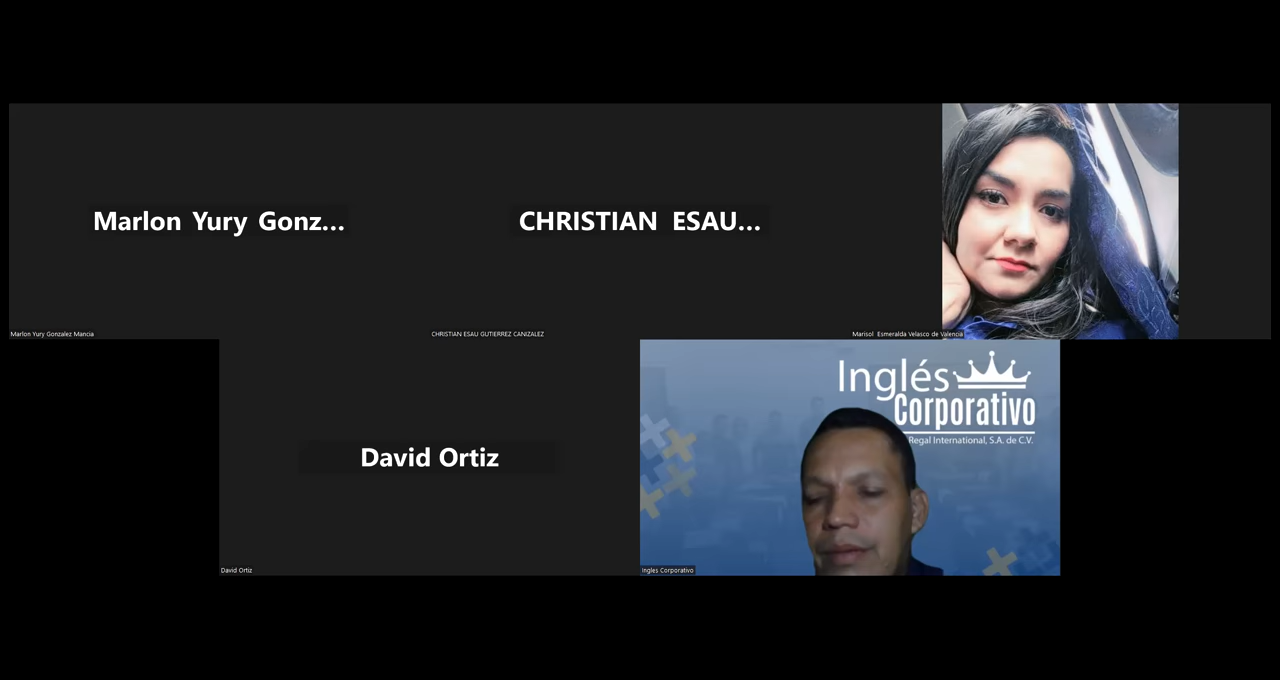 Marlon Yury Gonz...
CHRISTIAN ESAU...
Marlon Yury Gonzalez Mancia
CHRISTIAN ESAU GUTIERREZ CANIZALEZ
Marisol Esmeralda Velasco de Valencia
David Ortiz
Inglés
Corporativo
Regal International, S.A. de C.V.
David Ortiz
Ingles Corporativo